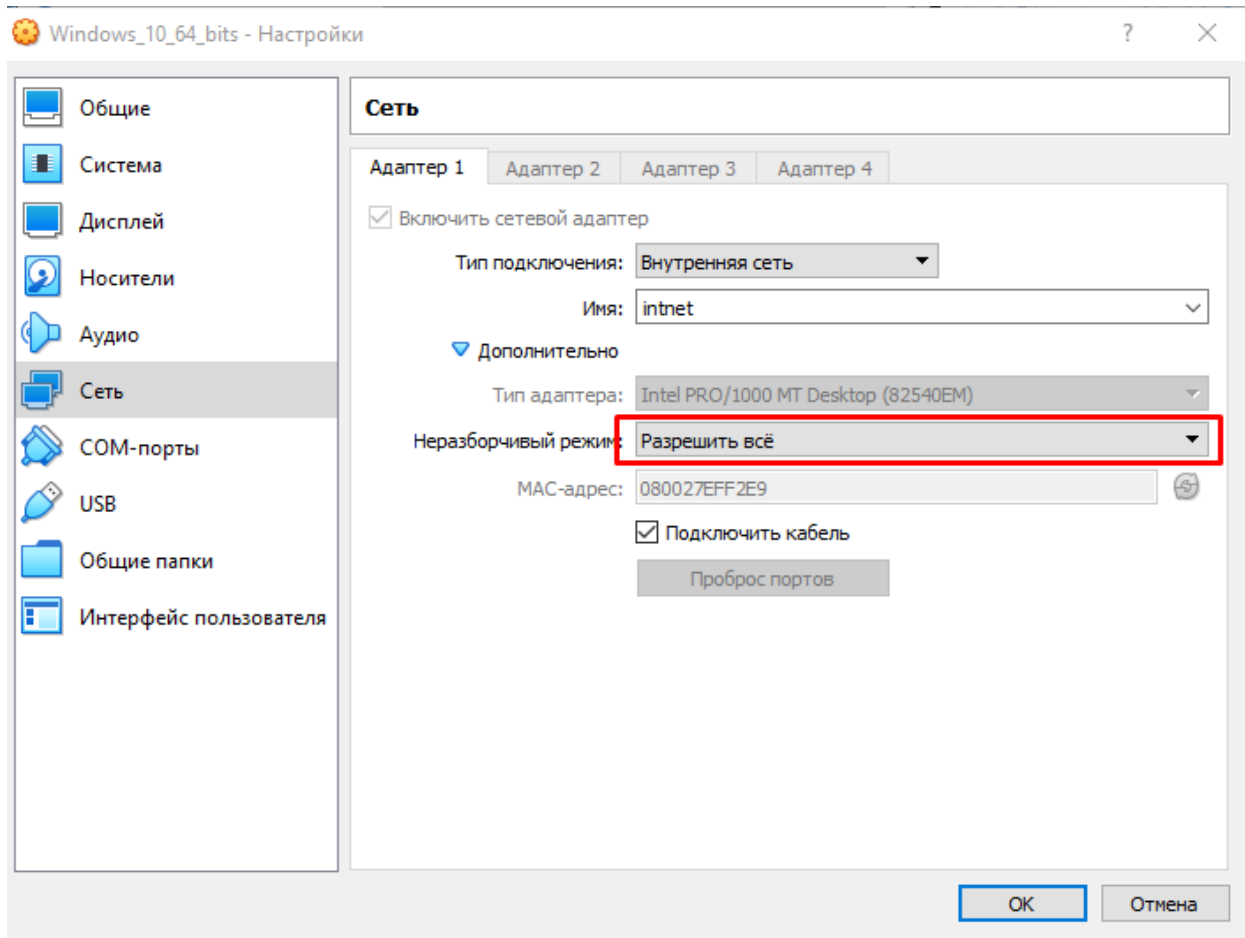 Windows_10_64_bits - Настройки
?
Общие
Система
Дисплей
Носители
Аудио
Сеть
COM-порты
USB
Общие папки
Интерфейс пользователя
Сеть
Адаптер 1 Адаптер 2 Адаптер 3 Адаптер 4
Включить сетевой адаптер
Тип подключения: Внутренняя сеть
Имя: intnet
Дополнительно
Тип адаптера: Intel PRO/1000 MT Desktop (82540EM)
Неразборчивый режим: Разрешить всё
MAC-адрес: 080027EFF2E9
Подключить кабель
Проброс портов
OK Отмена